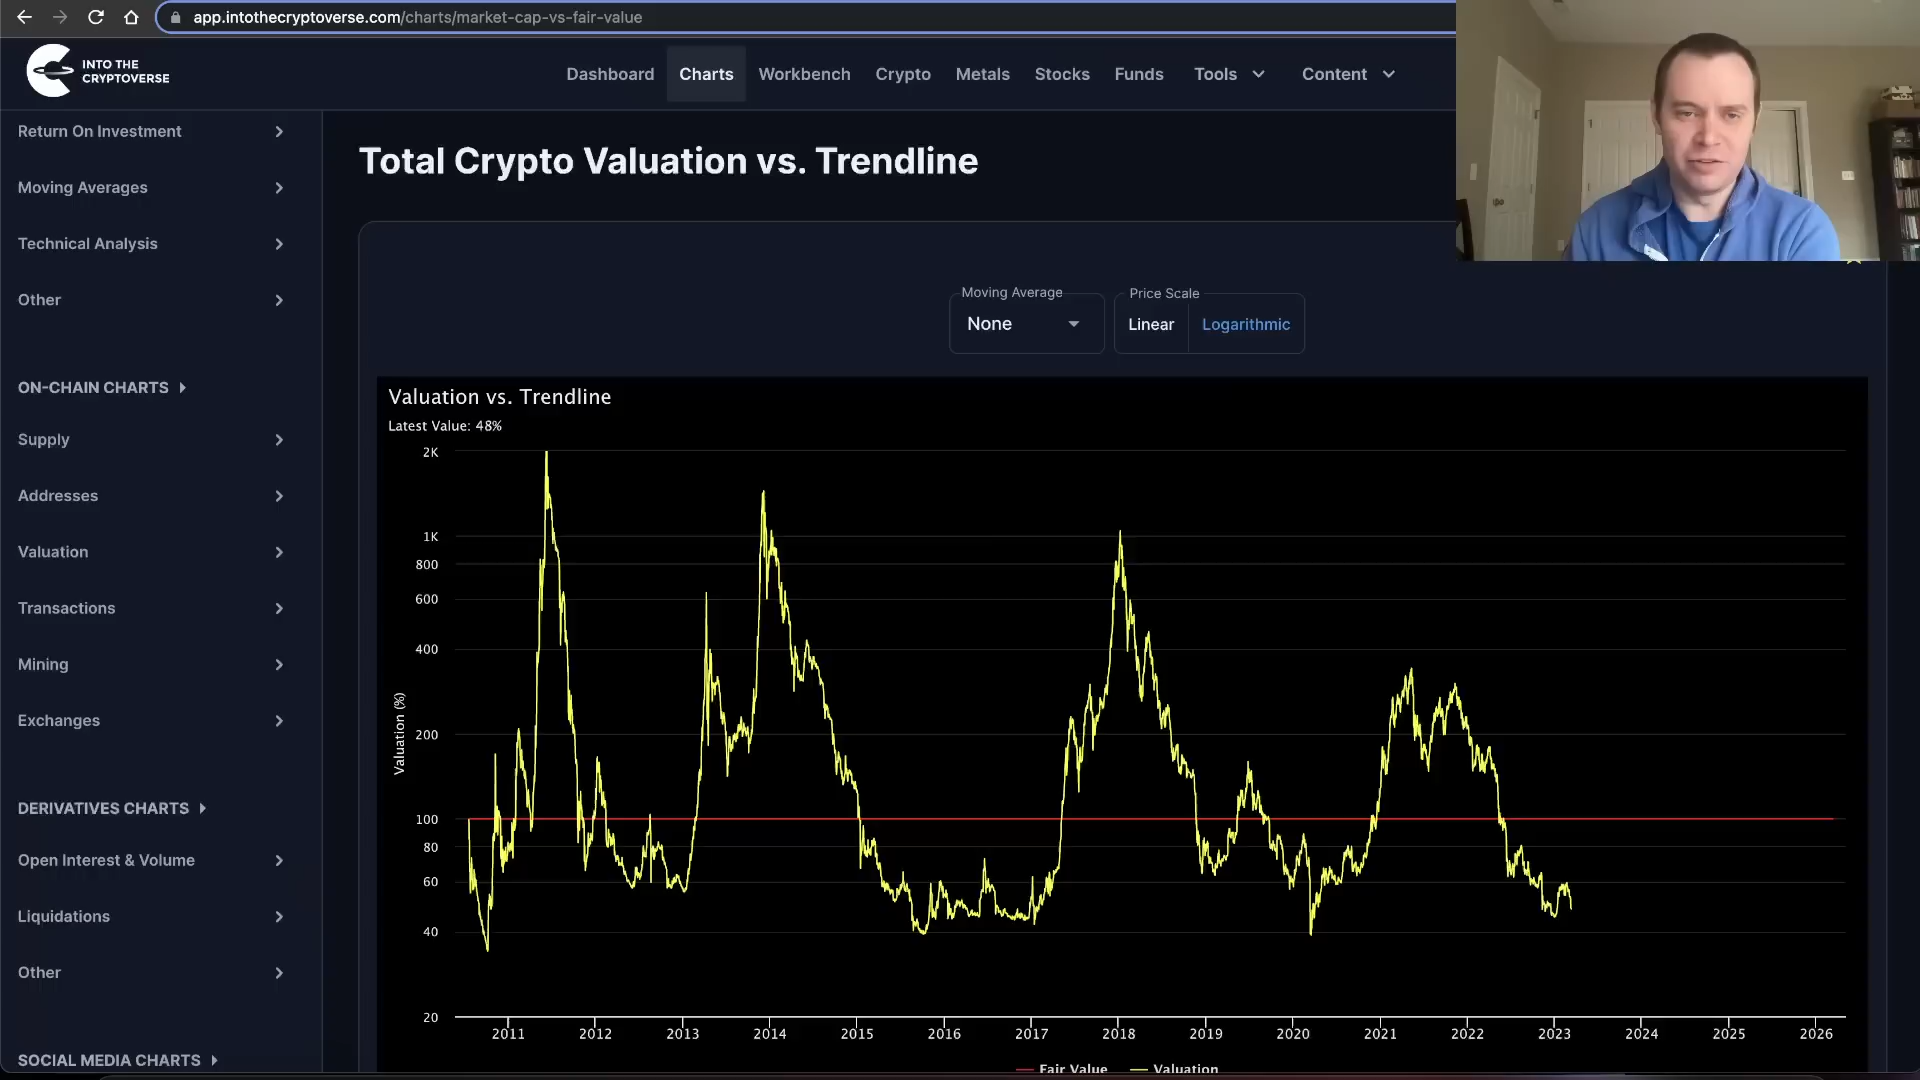 app.intothecryptoverse.com/charts/market-cap-vs-fair-value
INTO THE
CRYPTOVERSE
Dashboard
Charts
Workbench
Crypto
Metals
Stocks
Funds
Tools
Content
Return On Investment
Moving Averages
Technical Analysis
Other
ON-CHAIN CHARTS
Supply
Addresses
Valuation
Transactions
Mining
Exchanges
DERIVATIVES CHARTS
Open Interest & Volume
Liquidations
Other
SOCIAL MEDIA CHARTS
Total Crypto Valuation vs. Trendline
Moving Average
None
Price Scale
Linear
Logarithmic
Valuation vs. Trendline
Latest Value: 48%
2K
1K
800
600
400
200
100
80
60
40
20
Valuation (%)
2011 2012 2013 2014 2015 2016 2017 2018 2019 2020 2021 2022 2023 2024 2025 2026
Fair Value
Valuation